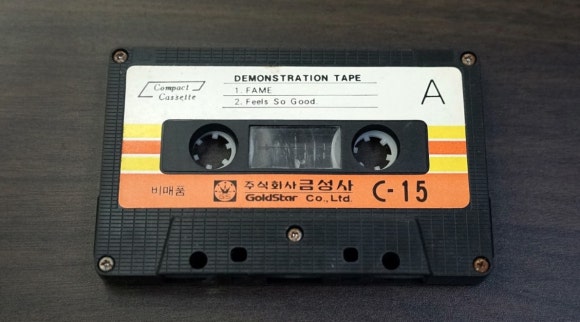 Compact
Cassette
DEMONSTRATION TAPE
1. FAME
2. Feels So Good.
A
비매품
주식회사금성사
GoldStar Co.,Ltd.
C-15